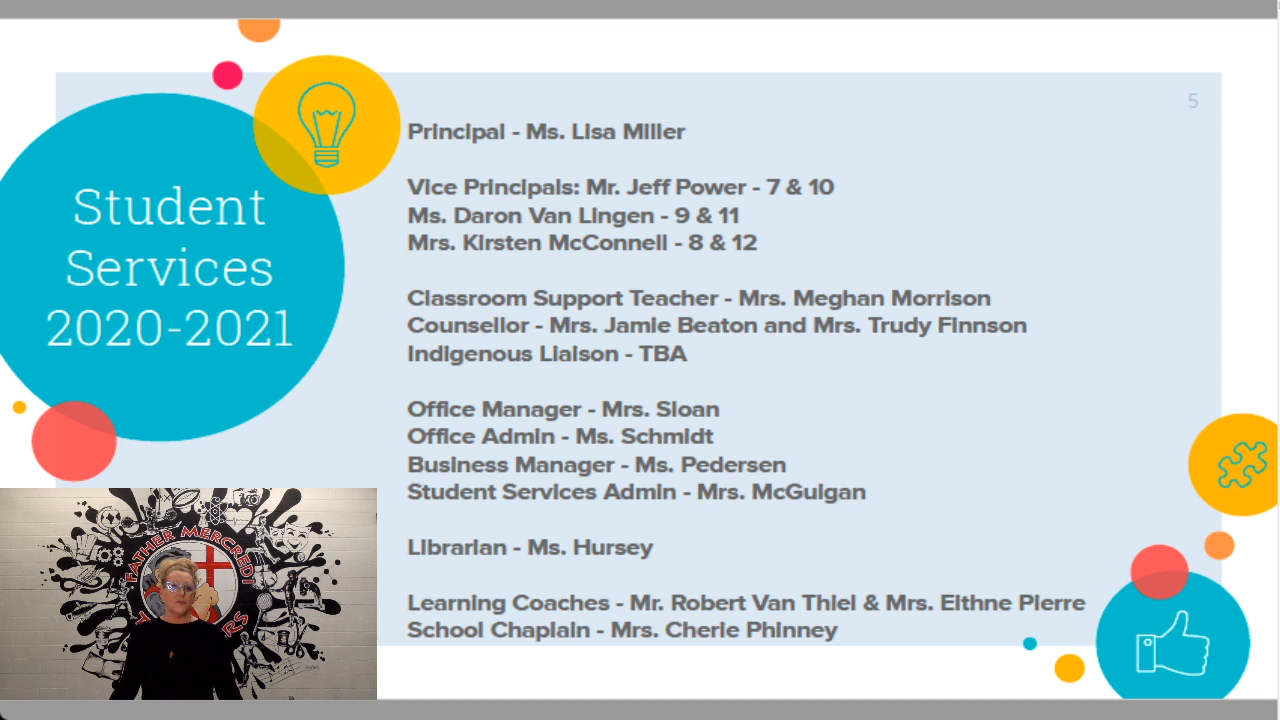 5
Student
Services
2020-2021
Principal - Ms. Lisa Miller
Vice Principals: Mr. Jeff Power - 7 & 10
Ms. Daron Van Lingen - 9 & 11
Mrs. Kirsten McConnell - 8 & 12
Classroom Support Teacher - Mrs. Meghan Morrison
Counsellor - Mrs. Jamie Beaton and Mrs. Trudy Finnson
Indigenous Liaison - TBA
Office Manager - Mrs. Sloan
Office Admin - Ms. Schmidt
Business Manager - Ms. Pedersen
Student Services Admin - Mrs. McGuigan
Librarian - Ms. Hursey
Learning Coaches - Mr. Robert Van Thiel & Mrs. Eithne Pierre
School Chaplain - Mrs. Cherie Phinney
FATHER MERCREDI